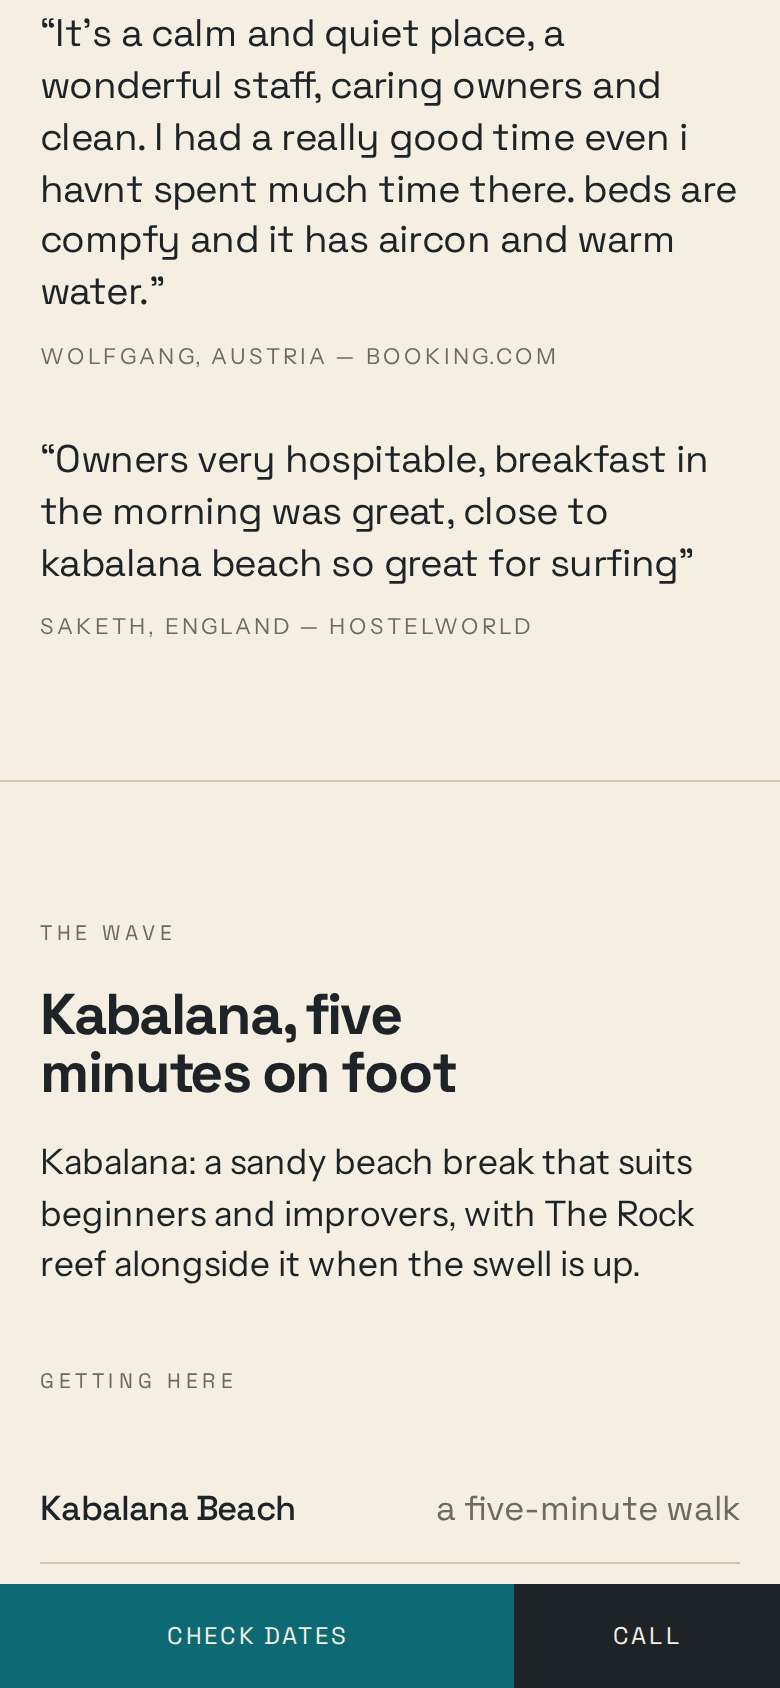 “It’s a calm and quiet place, a
wonderful staff, caring owners and
clean. I had a really good time even i
havnt spent much time there. beds are
compfy and it has aircon and warm
water.”
WOLFGANG, AUSTRIA — BOOKING.COM
“Owners very hospitable, breakfast in
the morning was great, close to
kabalana beach so great for surfing”
SAKETH, ENGLAND — HOSTELWORLD
THE WAVE
Kabalana, five
minutes on foot
Kabalana: a sandy beach break that suits
beginners and improvers, with The Rock
reef alongside it when the swell is up.
GETTING HERE
Kabalana Beach a five-minute walk
CHECK DATES CALL